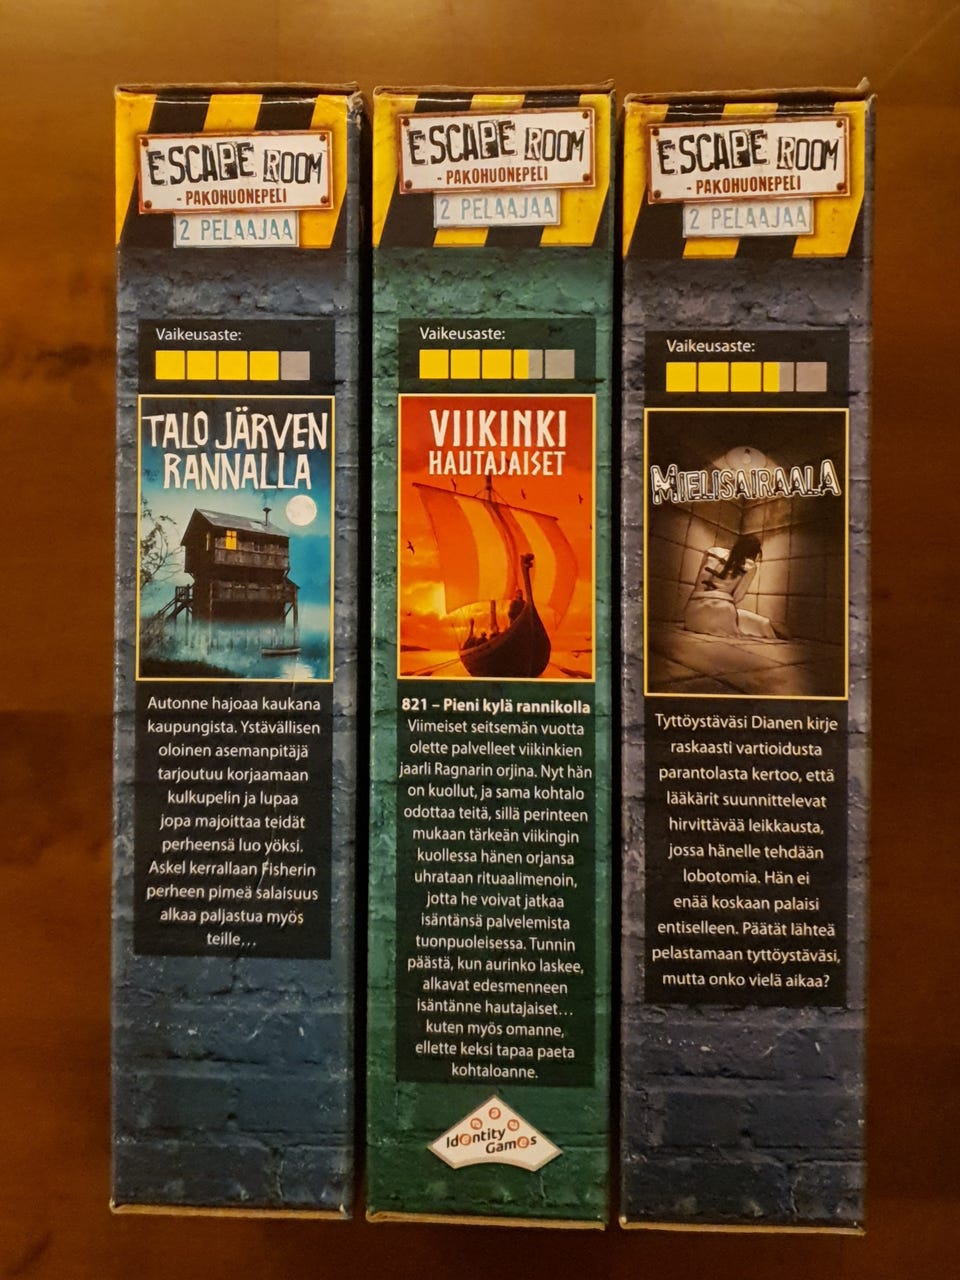 ESCAPE ROOM
- PAKOHUONEPELI
2 PELAAJAA
Vaikeusaste:
TALO JÄRVEN
RANNALLA
Autonne hajoaa kaukana
kaupungista. Ystävällisen
oloinen asemanpitäjä
tarjoutuu korjaamaan
kulkupelin ja lupaa
jopa majoittaa teidät
perheensä luo yöksi.
Askel kerrallaan Fisherin
perheen pimeä salaisuus
alkaa paljastua myös
teille…
ESCAPE ROOM
- PAKOHUONEPELI
2 PELAAJAA
Vaikeusaste:
VIIKINKI
HAUTAJAISET
821 – Pieni kylä rannikolla
Viimeiset seitsemän vuotta
olette palvelleet viikinkien
jaarli Ragnarin orjina. Nyt hän
on kuollut, ja sama kohtalo
odottaa teitä, sillä perinteen
mukaan tärkeän viikingin
kuollessa hänen orjansa
uhrataan rituaalimenoin,
jotta he voivat jatkaa
isäntänsä palvelemista
tuonpuoleisessa. Tunnin
päästä, kun aurinko laskee,
alkavat edesmenneen
isäntänne hautajaiset…
kuten myös omanne,
ellette keksi tapaa paeta
kohtaloanne.
Identity
Games
ESCAPE ROOM
- PAKOHUONEPELI
2 PELAAJAA
Vaikeusaste:
MIELISAIRAALA
Tyttöystäväsi Dianen kirje
raskaasti vartioidusta
parantolasta kertoo, että
lääkärit suunnittelevat
hirvittävää leikkausta,
jossa hänelle tehdään
lobotomia. Hän ei
enää koskaan palaisi
entiselleen. Päätät lähteä
pelastamaan tyttöystäväsi,
mutta onko vielä aikaa?